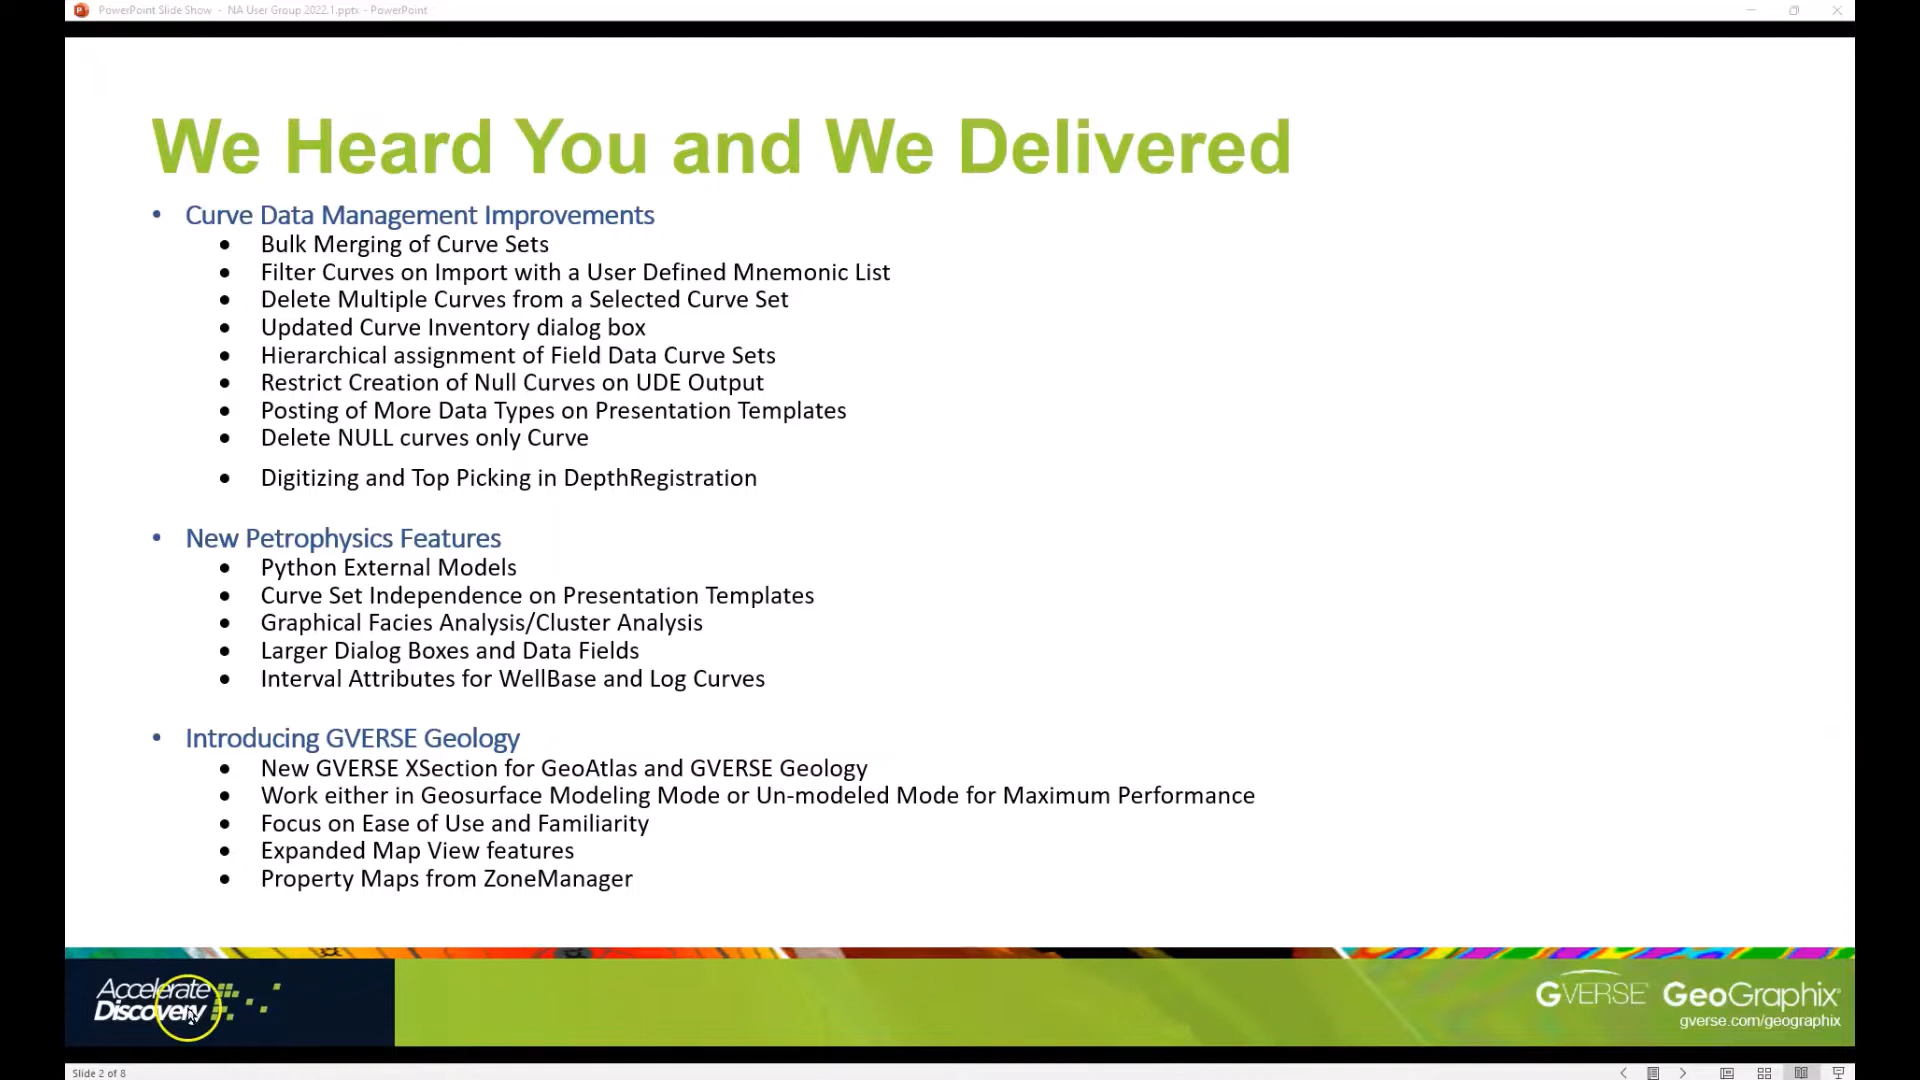 PowerPoint Slide Show - NA User Group 2022.1.pptx - PowerPoint
We Heard You and We Delivered
• Curve Data Management Improvements
• Bulk Merging of Curve Sets
• Filter Curves on Import with a User Defined Mnemonic List
• Delete Multiple Curves from a Selected Curve Set
• Updated Curve Inventory dialog box
• Hierarchical assignment of Field Data Curve Sets
• Restrict Creation of Null Curves on UDE Output
• Posting of More Data Types on Presentation Templates
• Delete NULL curves only Curve
• Digitizing and Top Picking in DepthRegistration
• New Petrophysics Features
• Python External Models
• Curve Set Independence on Presentation Templates
• Graphical Facies Analysis/Cluster Analysis
• Larger Dialog Boxes and Data Fields
• Interval Attributes for WellBase and Log Curves
• Introducing GVERSE Geology
• New GVERSE XSection for GeoAtlas and GVERSE Geology
• Work either in Geosurface Modeling Mode or Un-modeled Mode for Maximum Performance
• Focus on Ease of Use and Familiarity
• Expanded Map View features
• Property Maps from ZoneManager
Accelerate
Discovery
GVERSE GeoGraphix
gverse.com/geographix
Slide 2 of 8